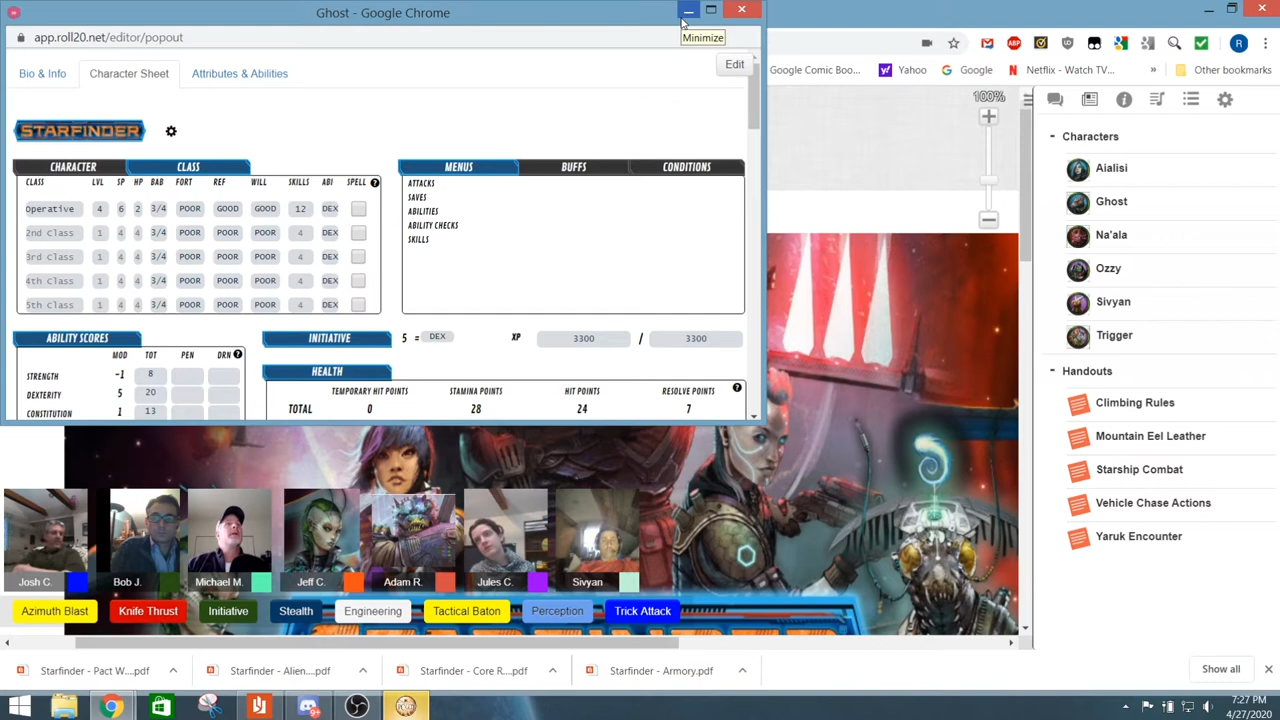 Ghost - Google Chrome
Minimize
app.roll20.net/editor/popout
Bio & Info
Character Sheet
Attributes & Abilities
Edit
STARFINDER
CHARACTER
CLASS
CLASS LVL SP HP BAB FORT REF WILL SKILLS ABI SPELL ?
Operative 4 6 2 3/4 POOR GOOD GOOD 12 DEX
2nd Class 1 4 4 3/4 POOR POOR POOR 4 DEX
3rd Class 1 4 4 3/4 POOR POOR POOR 4 DEX
4th Class 1 4 4 3/4 POOR POOR POOR 4 DEX
5th Class 1 4 4 3/4 POOR POOR POOR 4 DEX
MENUS
BUFFS
CONDITIONS
ATTACKS
SAVES
ABILITIES
ABILITY CHECKS
SKILLS
ABILITY SCORES
MOD TOT PEN DRN ?
STRENGTH -1 8
DEXTERITY 5 20
CONSTITUTION 1 13
INITIATIVE 5 = DEX
XP 3300 / 3300
HEALTH
TEMPORARY HIT POINTS STAMINA POINTS HIT POINTS RESOLVE POINTS ?
TOTAL 0 28 24 7
ABP
R
Google Comic Boo...
Yahoo
Google
Netflix - Watch TV...
»
Other bookmarks
100%
Characters
Aialisi
Ghost
Na'ala
Ozzy
Sivyan
Trigger
Handouts
Climbing Rules
Mountain Eel Leather
Starship Combat
Vehicle Chase Actions
Yaruk Encounter
Josh C.
Bob J.
Michael M.
Jeff C.
Adam R.
Jules C.
Sivyan
Azimuth Blast
Knife Thrust
Initiative
Stealth
Engineering
Tactical Baton
Perception
Trick Attack
Starfinder - Pact W....pdf
Starfinder - Alien....pdf
Starfinder - Core R....pdf
Starfinder - Armory.pdf
Show all
7:27 PM
4/27/2020